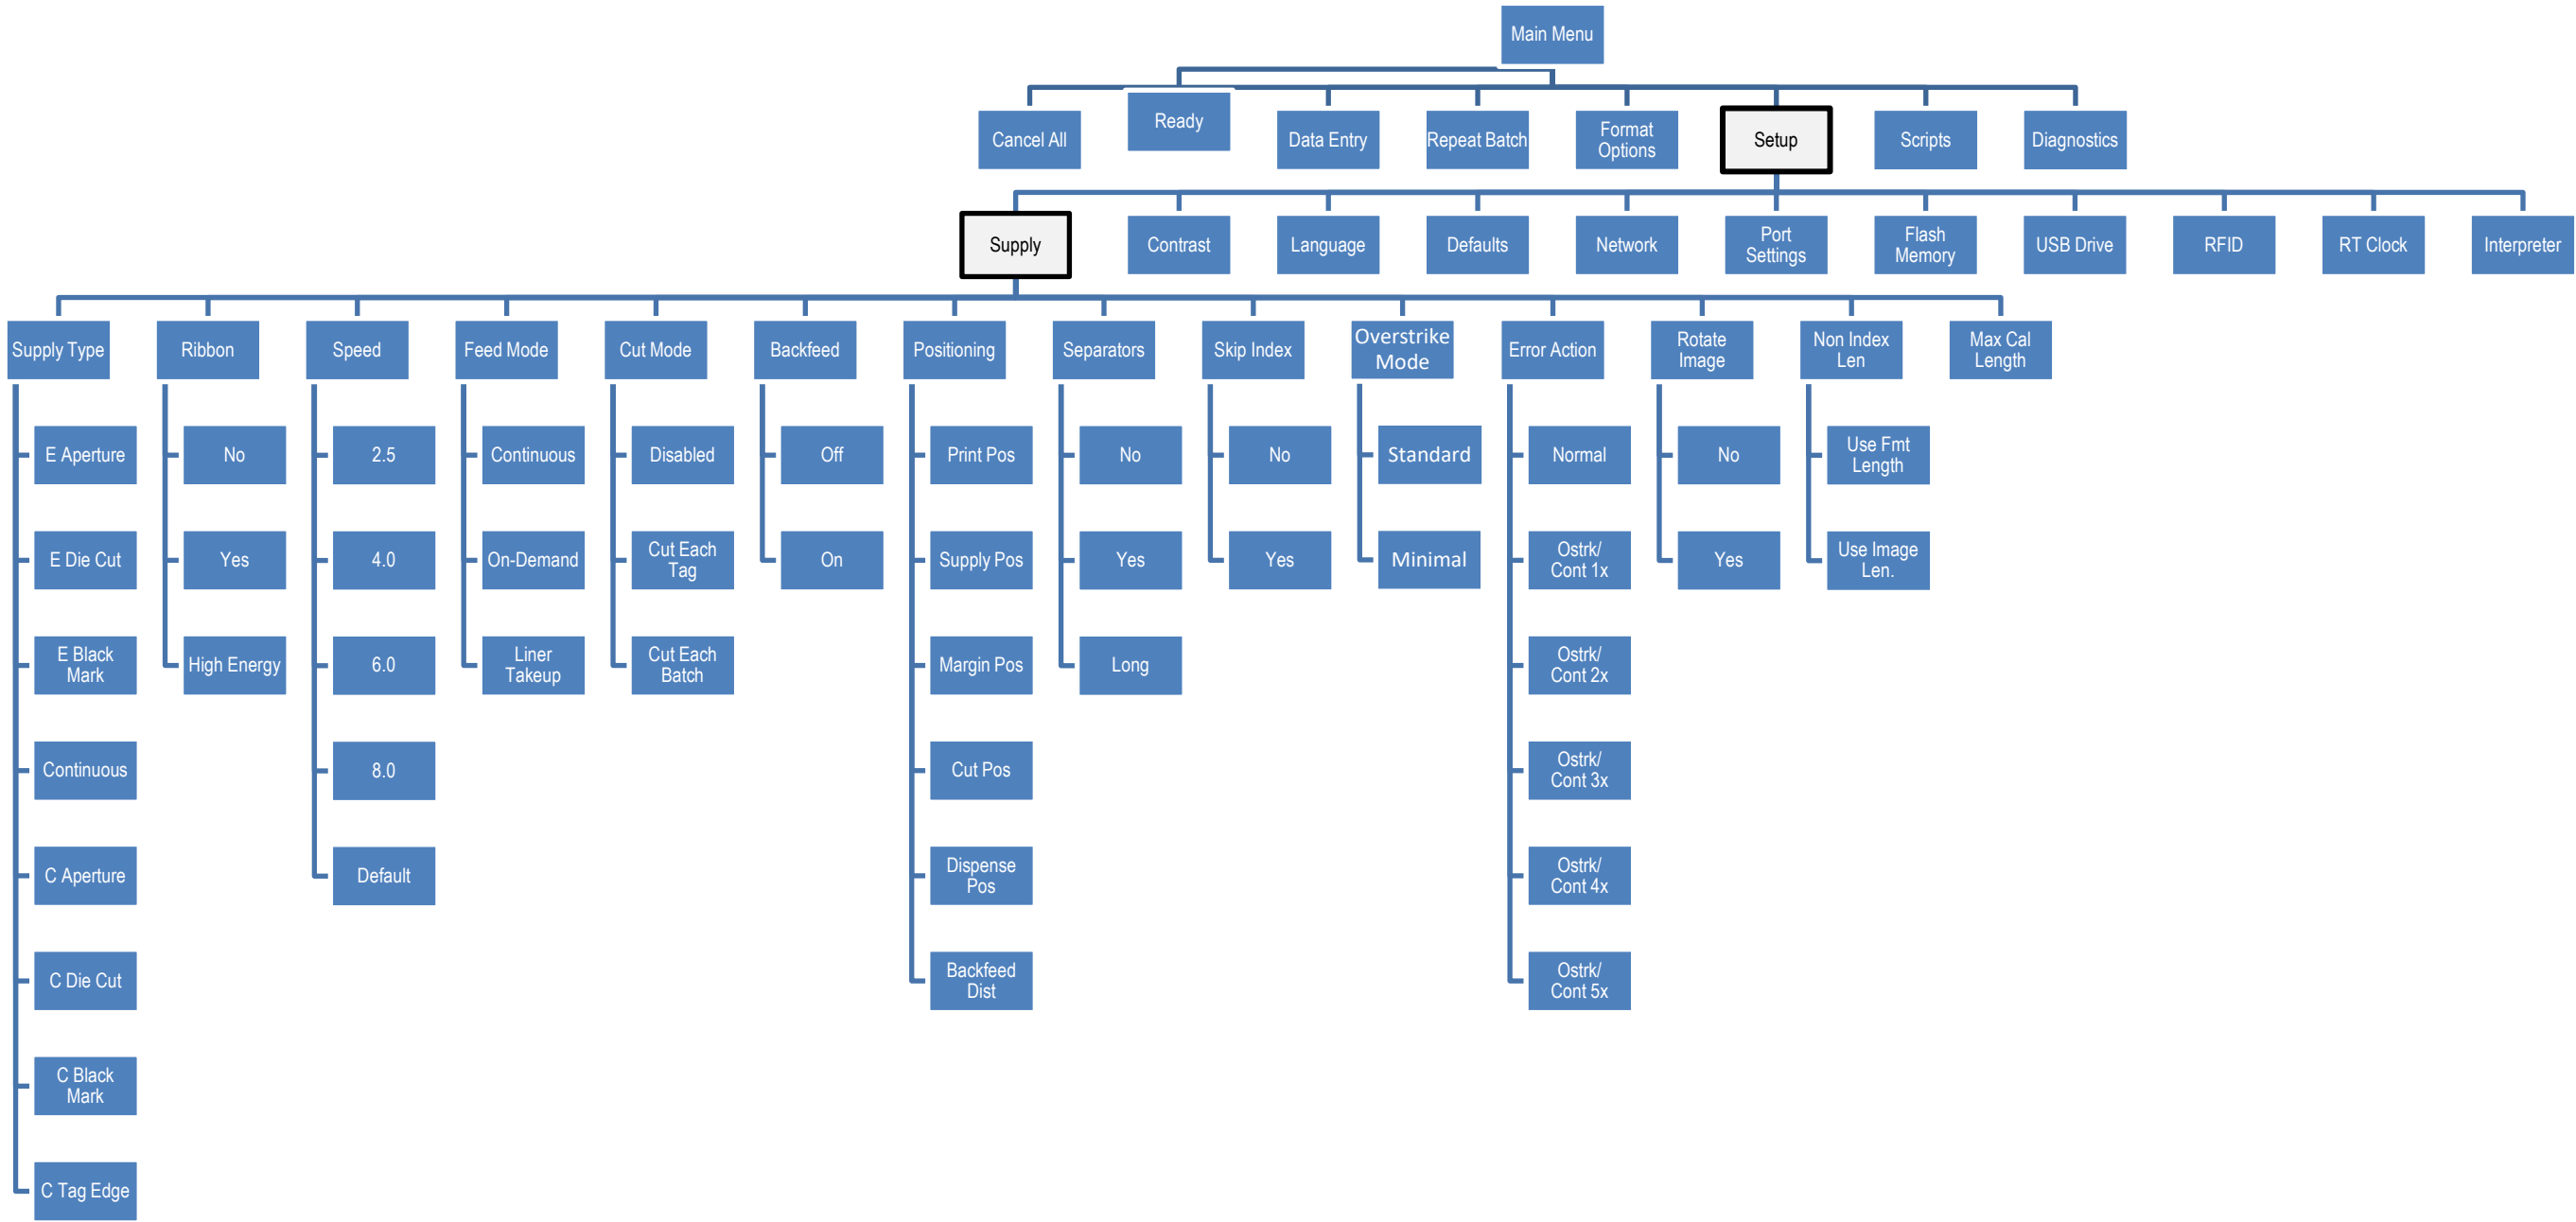 Main Menu
Cancel All
Ready
Data Entry
Repeat Batch
Format
Options
Setup
Scripts
Diagnostics
Supply
Contrast
Language
Defaults
Network
Port
Settings
Flash
Memory
USB Drive
RFID
RT Clock
Interpreter
Supply Type
Ribbon
Speed
Feed Mode
Cut Mode
Backfeed
Positioning
Separators
Skip Index
Overstrike
Mode
Error Action
Rotate
Image
Non Index
Len
Max Cal
Length
E Aperture
No
2.5
Continuous
Disabled
Off
Print Pos
No
No
Standard
Normal
No
Use Fmt
Length
E Die Cut
Yes
4.0
On-Demand
Cut Each
Tag
On
Supply Pos
Yes
Yes
Minimal
Ostrk/
Cont 1x
Yes
Use Image
Len.
E Black
Mark
High Energy
6.0
Liner
Takeup
Cut Each
Batch
Margin Pos
Long
Ostrk/
Cont 2x
Continuous
8.0
Cut Pos
Ostrk/
Cont 3x
C Aperture
Default
Dispense
Pos
Ostrk/
Cont 4x
C Die Cut
Backfeed
Dist
Ostrk/
Cont 5x
C Black
Mark
C Tag Edge